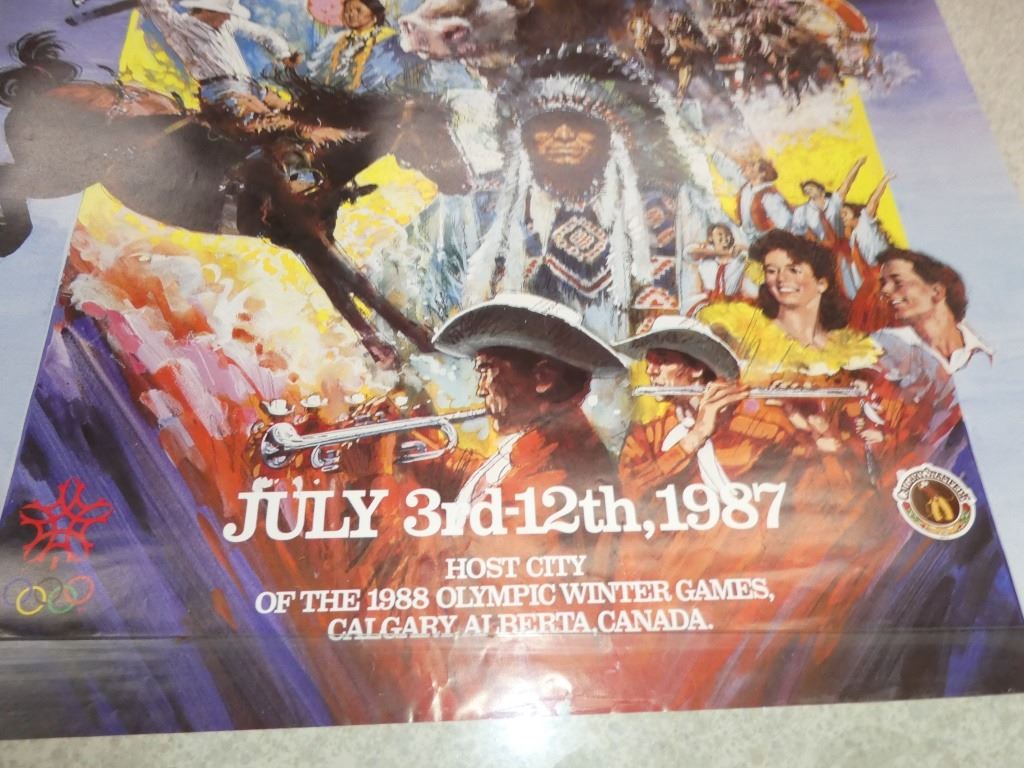 JULY 3rd-12th, 1987
HOST CITY
OF THE 1988 OLYMPIC WINTER GAMES,
CALGARY, ALBERTA, CANADA.